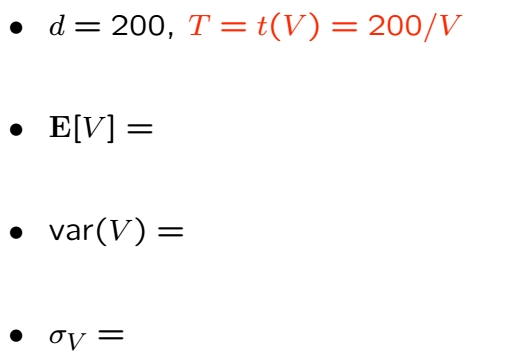 • d = 200, T = t(V) = 200/V
• E[V] =
• var(V) =
• σ_V =